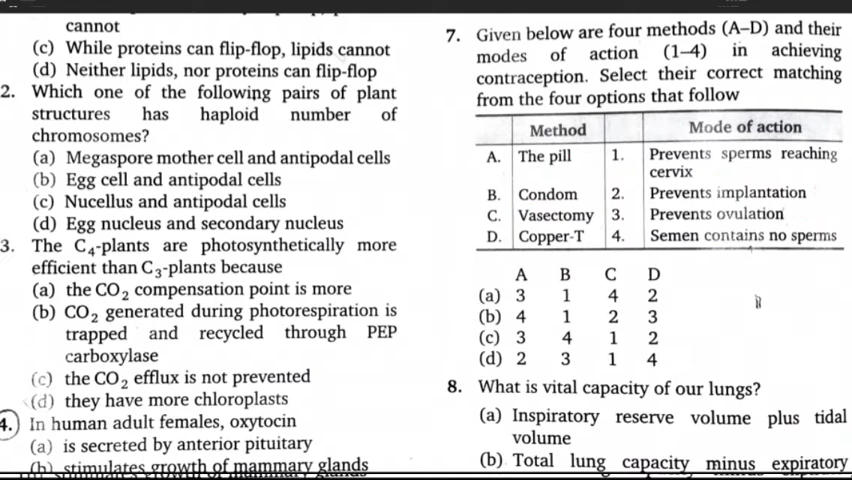 cannot
(c) While proteins can flip-flop, lipids cannot
(d) Neither lipids, nor proteins can flip-flop
2. Which one of the following pairs of plant
structures has haploid number of
chromosomes?
(a) Megaspore mother cell and antipodal cells
(b) Egg cell and antipodal cells
(c) Nucellus and antipodal cells
(d) Egg nucleus and secondary nucleus
3. The C4-plants are photosynthetically more
efficient than C3-plants because
(a) the CO2 compensation point is more
(b) CO2 generated during photorespiration is
trapped and recycled through PEP
carboxylase
(c) the CO2 efflux is not prevented
(d) they have more chloroplasts
4. In human adult females, oxytocin
(a) is secreted by anterior pituitary
(b) stimulates growth of mammary glands
7. Given below are four methods (A–D) and their
modes of action (1–4) in achieving
contraception. Select their correct matching
from the four options that follow
Method Mode of action
A. The pill 1. Prevents sperms reaching
cervix
B. Condom 2. Prevents implantation
C. Vasectomy 3. Prevents ovulation
D. Copper-T 4. Semen contains no sperms
A B C D
(a) 3 1 4 2
(b) 4 1 2 3
(c) 3 4 1 2
(d) 2 3 1 4
8. What is vital capacity of our lungs?
(a) Inspiratory reserve volume plus tidal
volume
(b) Total lung capacity minus expiratory